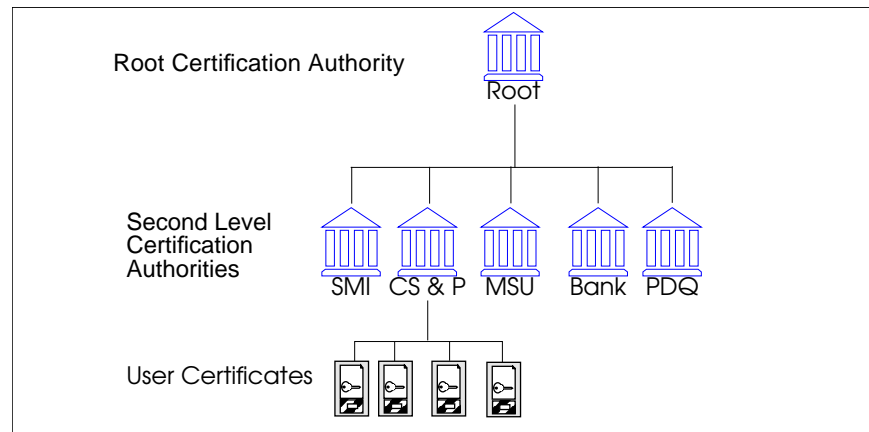 Root Certification Authority
Root
Second Level
Certification
Authorities
SMI CS & P MSU Bank PDQ
User Certificates